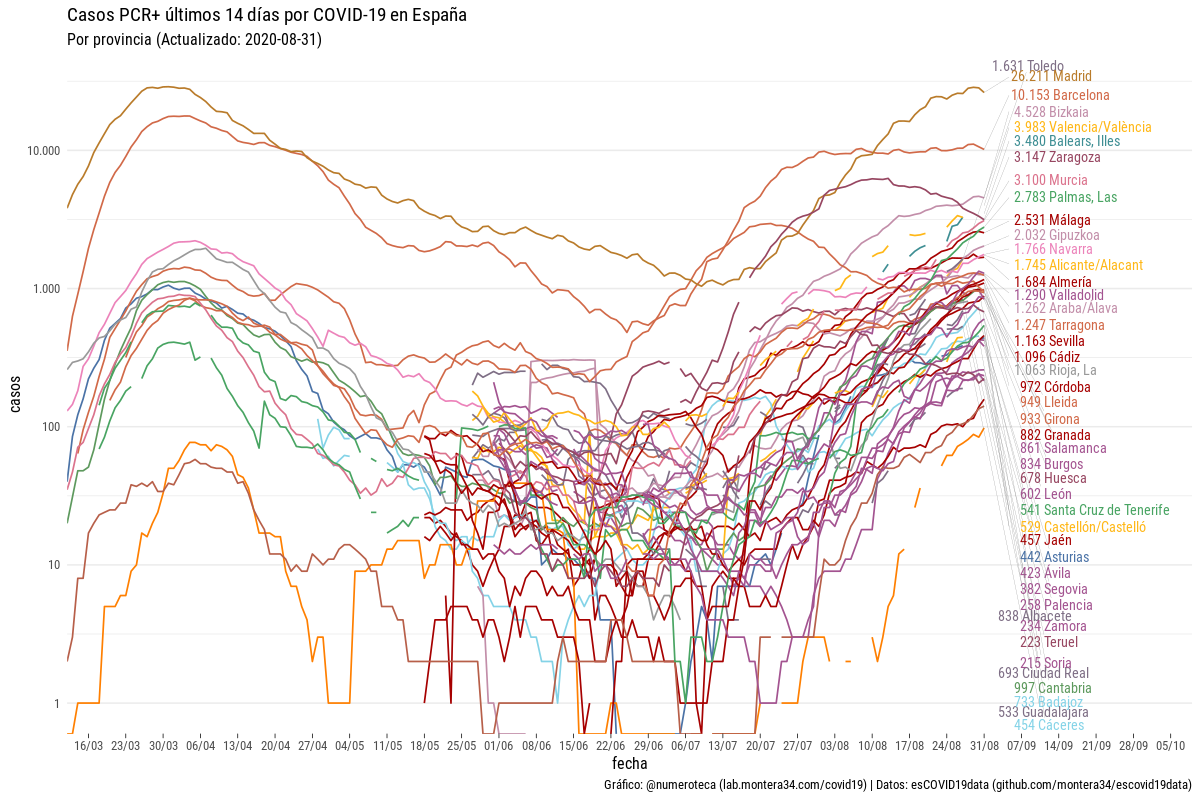 Casos PCR+ últimos 14 días por COVID-19 en España
Por provincia (Actualizado: 2020-08-31)
1.631 Toledo
26.211 Madrid
10.153 Barcelona
4.528 Bizkaia
3.983 Valencia/València
3.480 Balears, Illes
3.147 Zaragoza
3.100 Murcia
2.783 Palmas, Las
2.531 Málaga
2.032 Gipuzkoa
1.766 Navarra
1.745 Alicante/Alacant
1.684 Almería
1.290 Valladolid
1.262 Araba/Álava
1.247 Tarragona
1.163 Sevilla
1.096 Cádiz
1.063 Rioja, La
972 Córdoba
949 Lleida
933 Girona
882 Granada
861 Salamanca
834 Burgos
678 Huesca
602 León
541 Santa Cruz de Tenerife
529 Castellón/Castelló
457 Jaén
442 Asturias
423 Ávila
382 Segovia
258 Palencia
838 Albacete
234 Zamora
223 Teruel
215 Soria
693 Ciudad Real
997 Cantabria
733 Badajoz
533 Guadalajara
454 Cáceres
casos
10.000
1.000
100
10
1
16/03 23/03 30/03 06/04 13/04 20/04 27/04 04/05 11/05 18/05 25/05 01/06 08/06 15/06 22/06 29/06 06/07 13/07 20/07 27/07 03/08 10/08 17/08 24/08 31/08 07/09 14/09 21/09 28/09 05/10
fecha
Gráfico: @numeroteca (lab.montera34.com/covid19) | Datos: esCOVID19data (github.com/montera34/escovid19data)